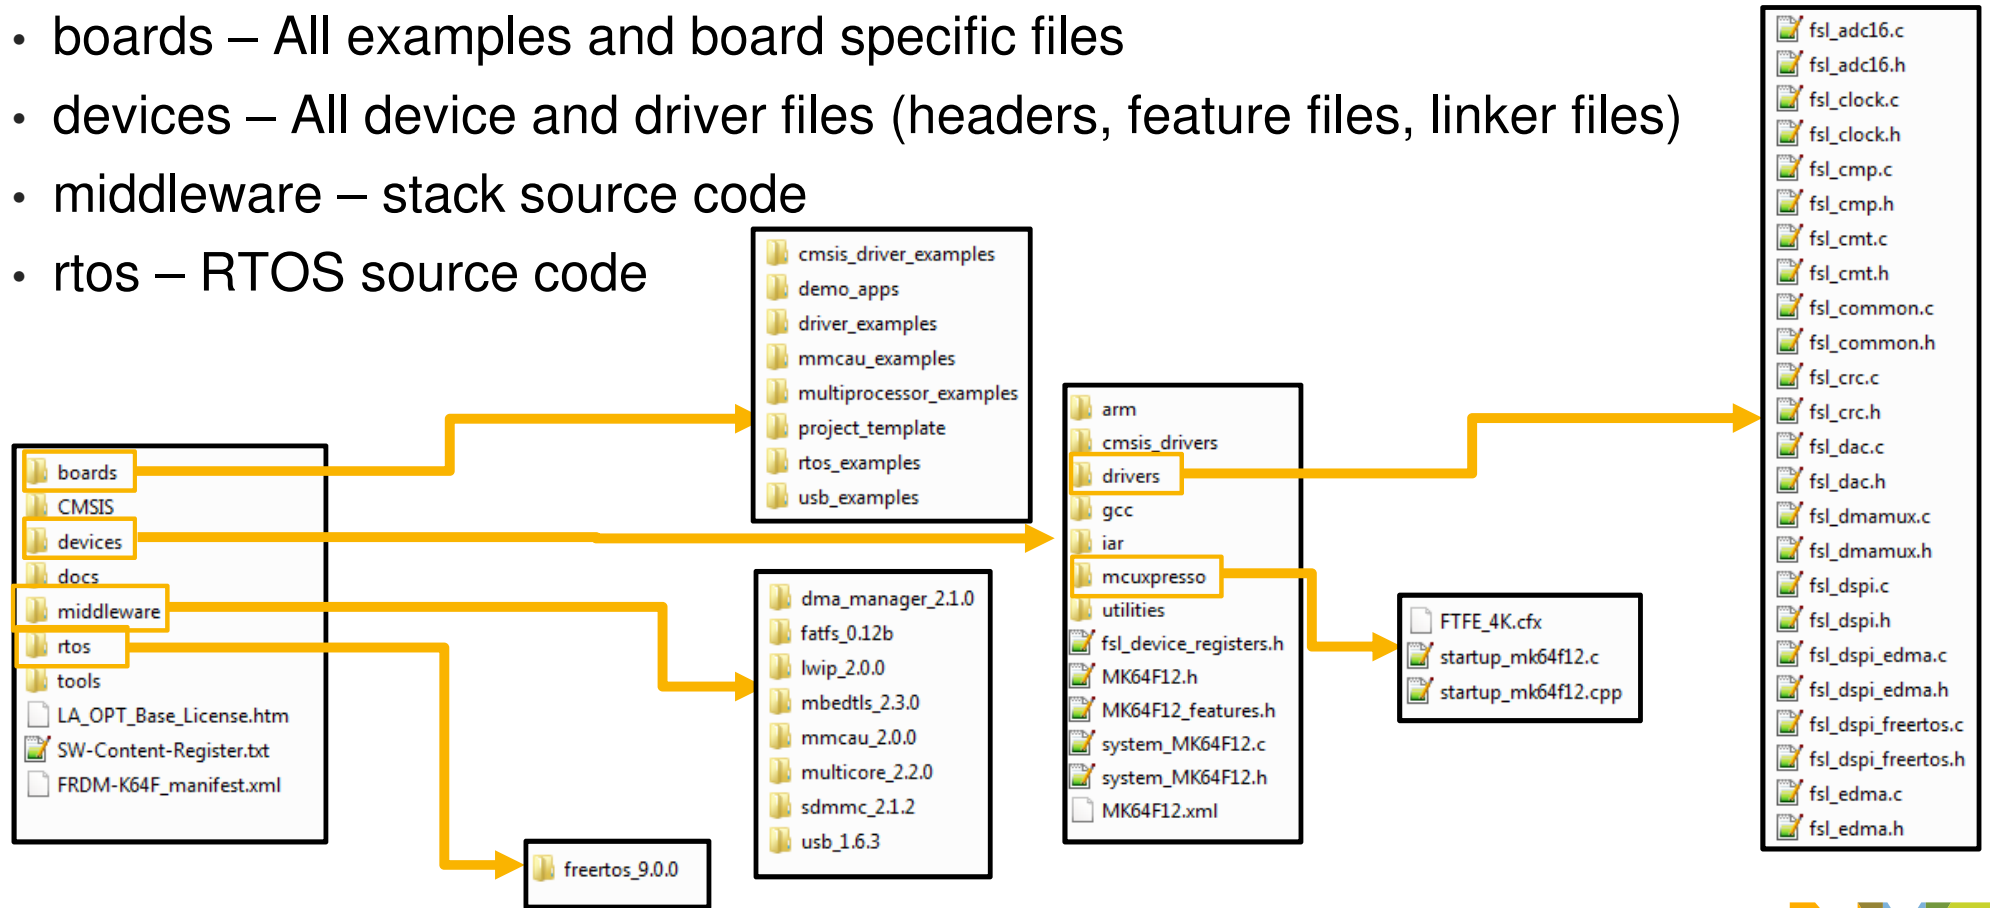 • boards – All examples and board specific files
• devices – All device and driver files (headers, feature files, linker files)
• middleware – stack source code
• rtos – RTOS source code
boards
CMSIS
devices
docs
middleware
rtos
tools
LA_OPT_Base_License.htm
SW-Content-Register.txt
FRDM-K64F_manifest.xml
cmsis_driver_examples
demo_apps
driver_examples
mmcau_examples
multiprocessor_examples
project_template
rtos_examples
usb_examples
dma_manager_2.1.0
fatfs_0.12b
lwip_2.0.0
mbedtls_2.3.0
mmcau_2.0.0
multicore_2.2.0
sdmmc_2.1.2
usb_1.6.3
freertos_9.0.0
arm
cmsis_drivers
drivers
gcc
iar
mcuxpresso
utilities
fsl_device_registers.h
MK64F12.h
MK64F12_features.h
system_MK64F12.c
system_MK64F12.h
MK64F12.xml
FTFE_4K.cfx
startup_mk64f12.c
startup_mk64f12.cpp
fsl_adc16.c
fsl_adc16.h
fsl_clock.c
fsl_clock.h
fsl_cmp.c
fsl_cmp.h
fsl_cmt.c
fsl_cmt.h
fsl_common.c
fsl_common.h
fsl_crc.c
fsl_crc.h
fsl_dac.c
fsl_dac.h
fsl_dmamux.c
fsl_dmamux.h
fsl_dspi.c
fsl_dspi.h
fsl_dspi_edma.c
fsl_dspi_edma.h
fsl_dspi_freertos.c
fsl_dspi_freertos.h
fsl_edma.c
fsl_edma.h